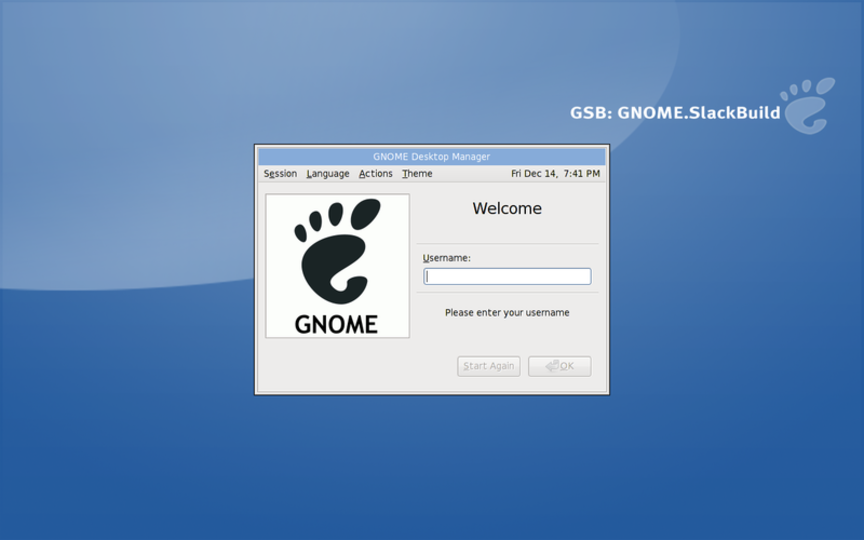 GSB: GNOME.SlackBuild
GNOME Desktop Manager
Session Language Actions Theme Fri Dec 14, 7:41 PM
Welcome
Username:
Please enter your username
GNOME
Start Again OK